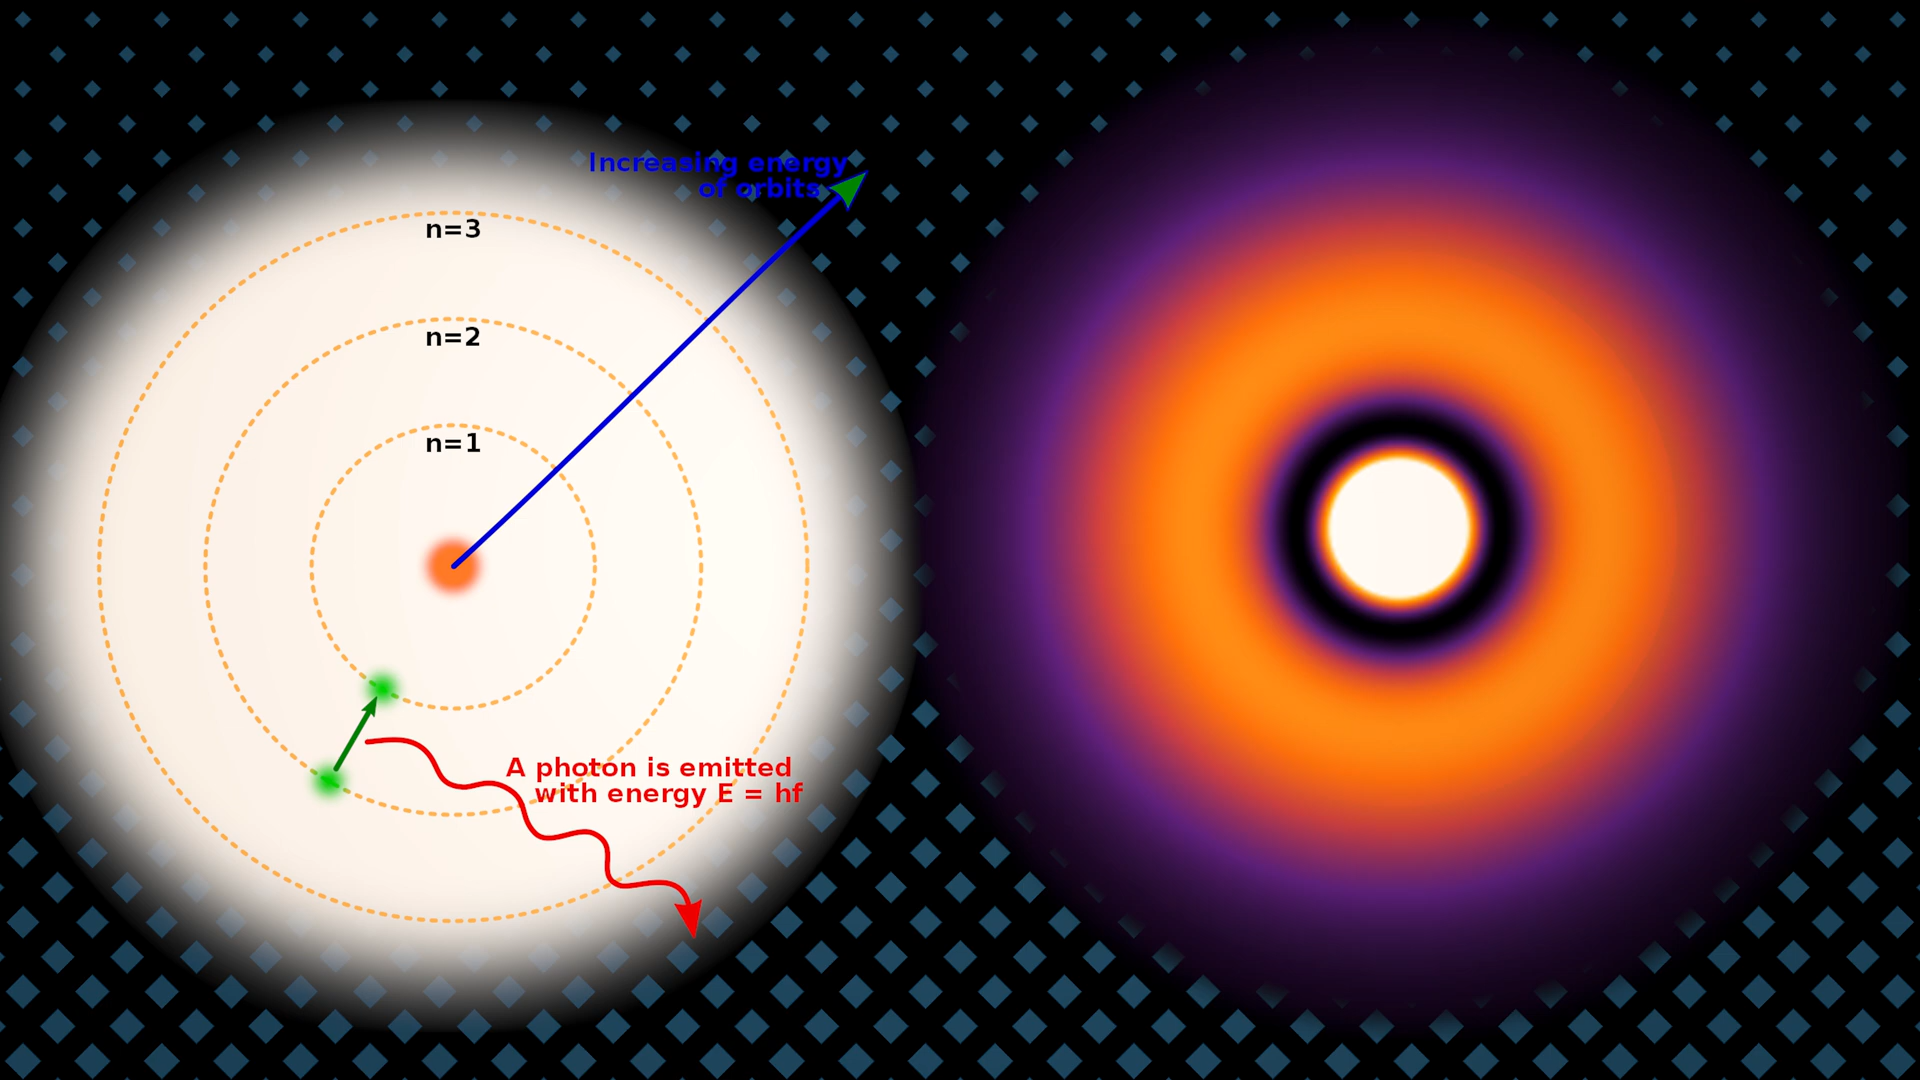 Increasing energy
of orbits
n=3
n=2
n=1
A photon is emitted
with energy E = hf